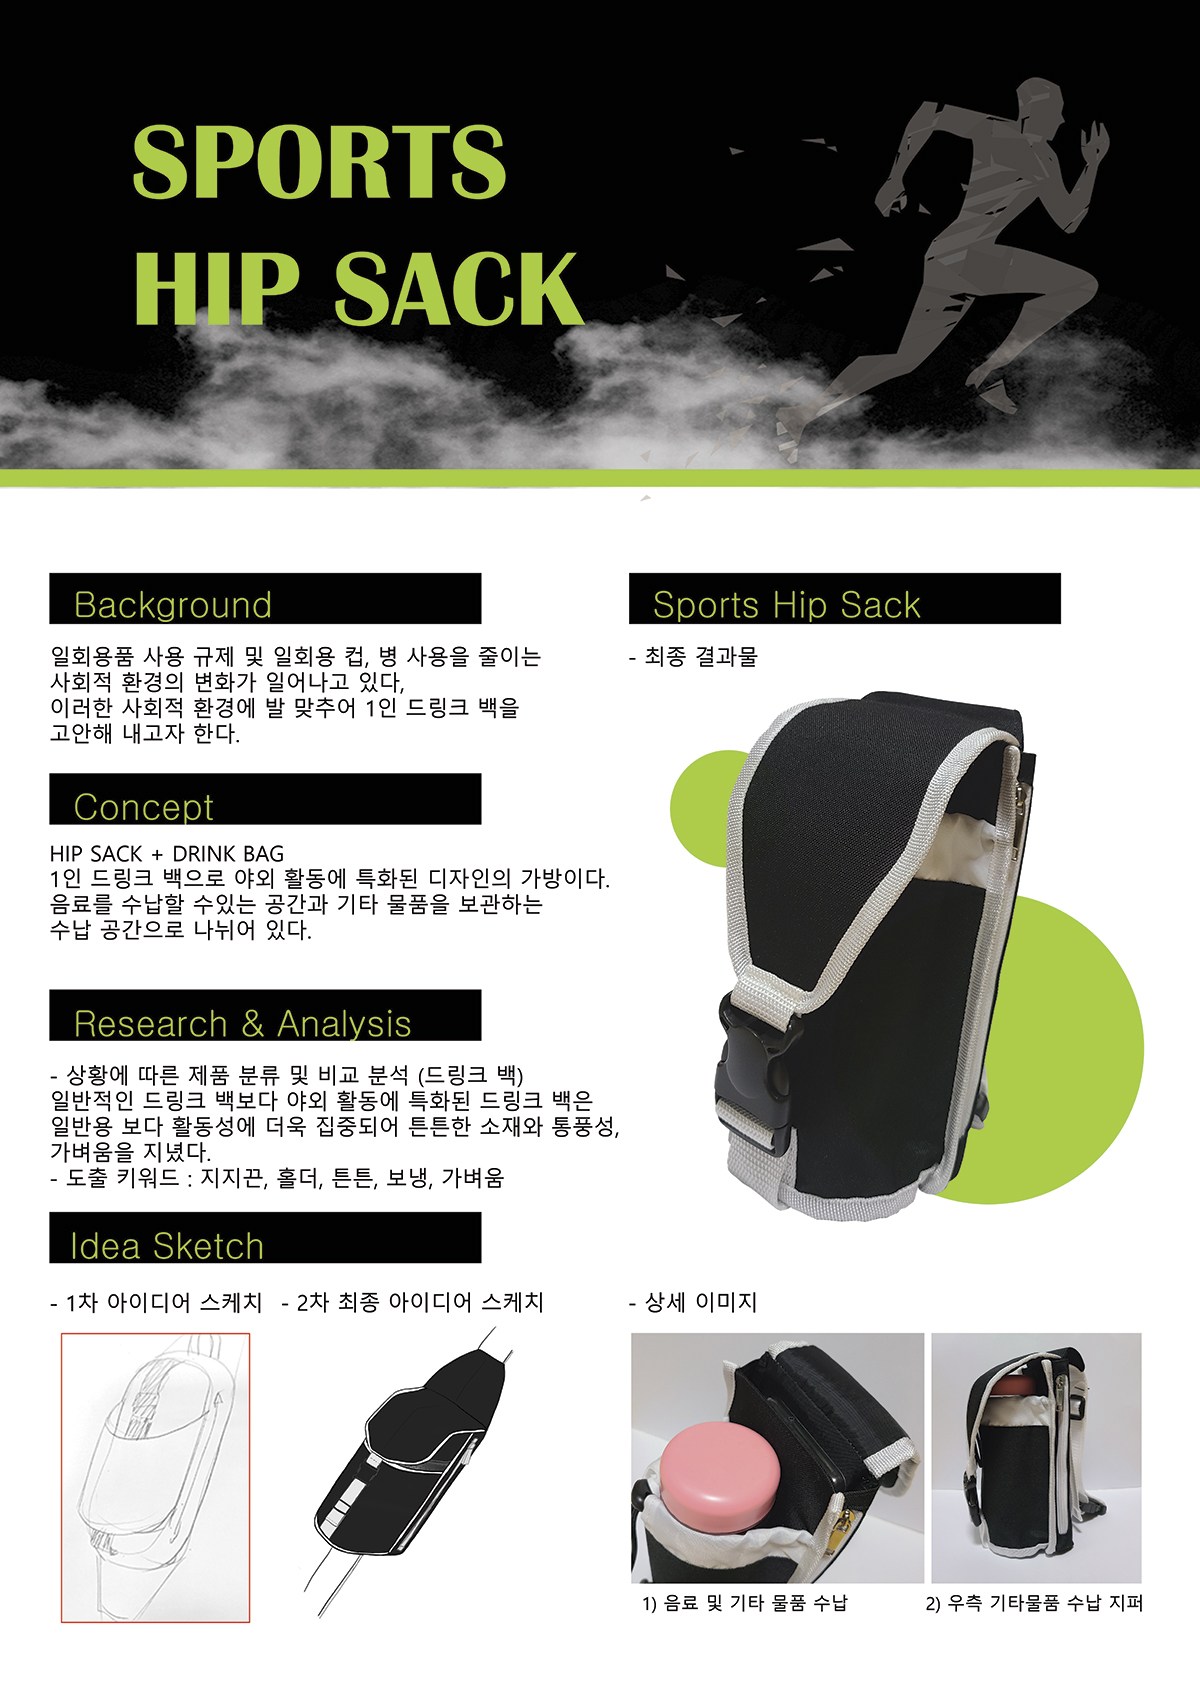 SPORTS
HIP SACK
Background
일회용품 사용 규제 및 일회용 컵, 병 사용을 줄이는
사회적 환경의 변화가 일어나고 있다,
이러한 사회적 환경에 발 맞추어 1인 드링크 백을
고안해 내고자 한다.
Concept
HIP SACK + DRINK BAG
1인 드링크 백으로 야외 활동에 특화된 디자인의 가방이다.
음료를 수납할 수있는 공간과 기타 물품을 보관하는
수납 공간으로 나뉘어 있다.
Research & Analysis
- 상황에 따른 제품 분류 및 비교 분석 (드링크 백)
일반적인 드링크 백보다 야외 활동에 특화된 드링크 백은
일반용 보다 활동성에 더욱 집중되어 튼튼한 소재와 통풍성,
가벼움을 지녔다.
- 도출 키워드 : 지지끈, 홀더, 튼튼, 보냉, 가벼움
Idea Sketch
- 1차 아이디어 스케치
- 2차 최종 아이디어 스케치
Sports Hip Sack
- 최종 결과물
- 상세 이미지
1) 음료 및 기타 물품 수납
2) 우측 기타물품 수납 지퍼